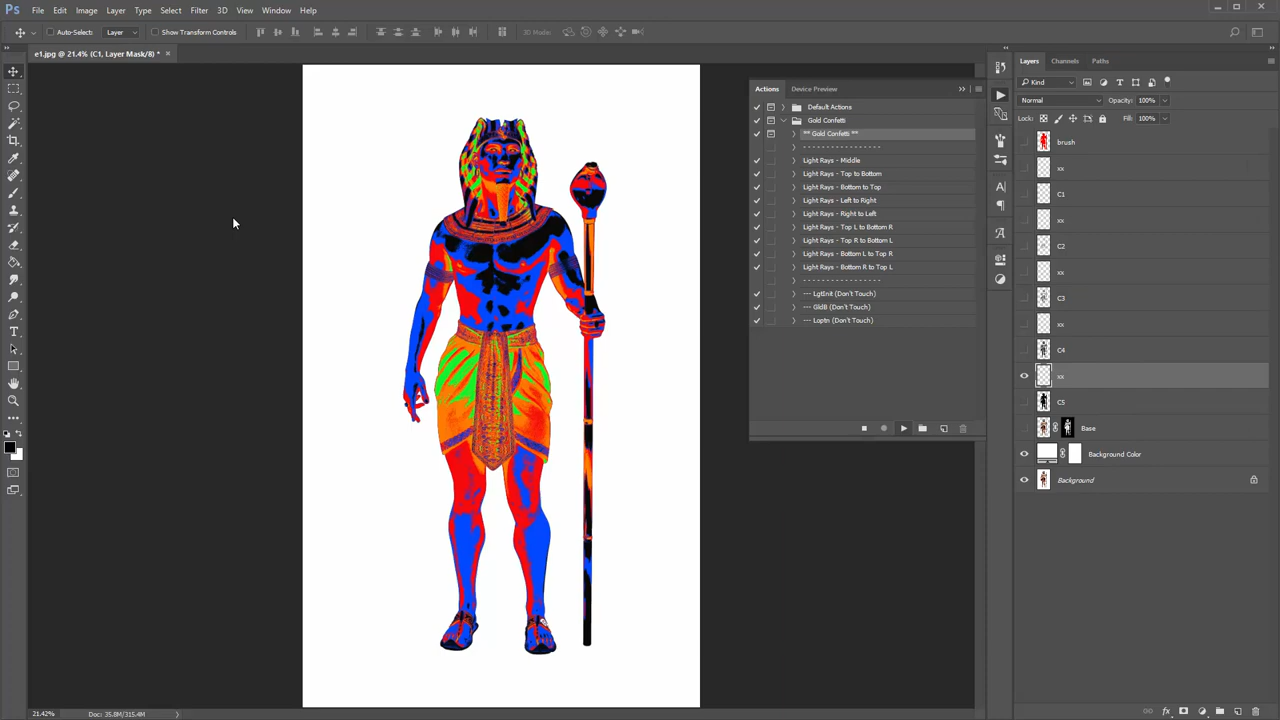 Ps File Edit Image Layer Type Select Filter 3D View Window Help
Auto-Select: Layer Show Transform Controls 3D Mode:
e1.jpg @ 21.4% (C1, Layer Mask/8) * ×
Actions Device Preview
Default Actions
Gold Confetti
** Gold Confetti **
- - - - - - - - - - - - - - - - -
Light Rays - Middle
Light Rays - Top to Bottom
Light Rays - Bottom to Top
Light Rays - Left to Right
Light Rays - Right to Left
Light Rays - Top L to Bottom R
Light Rays - Top R to Bottom L
Light Rays - Bottom L to Top R
Light Rays - Bottom R to Top L
- - - - - - - - - - - - - - - - -
--- LgtInit (Don't Touch)
--- GldB (Don't Touch)
--- Loptn (Don't Touch)
Layers Channels Paths
Kind
Normal Opacity: 100%
Lock: Fill: 100%
brush
xx
C1
xx
C2
xx
C3
xx
C4
xx
C5
Base
Background Color
Background
21.42% Doc: 35.8M/315.4M